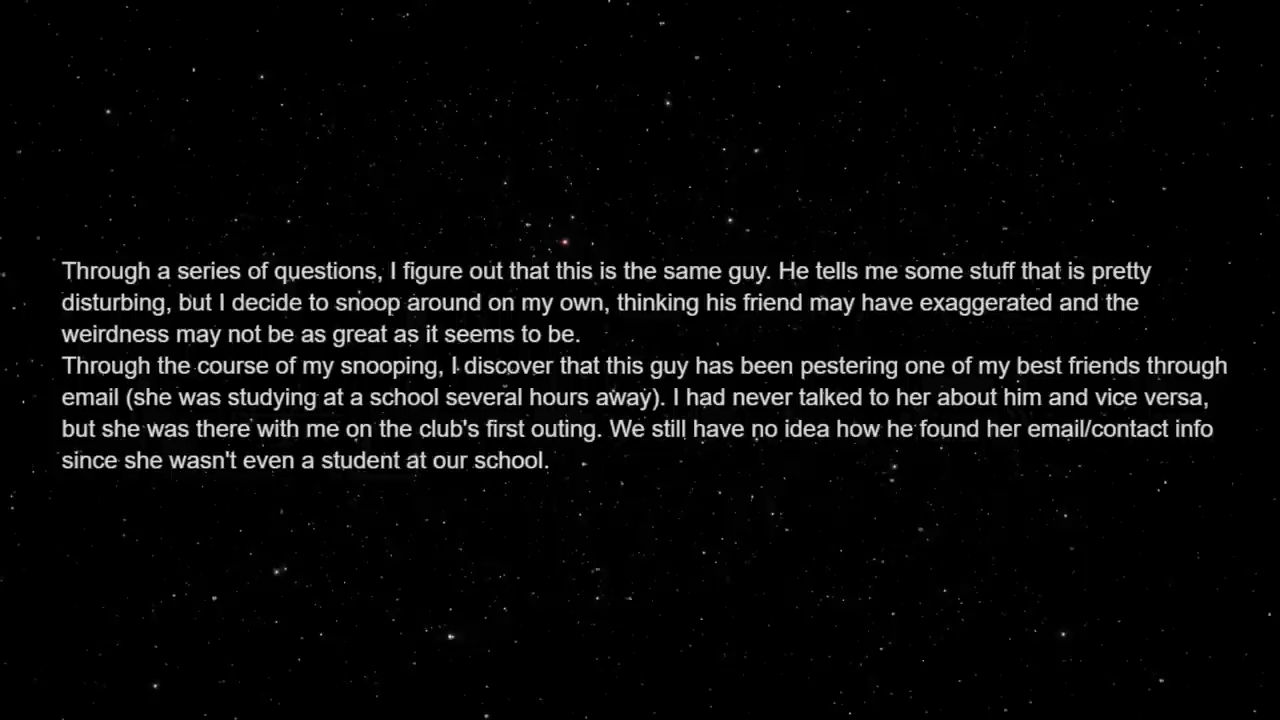 Through a series of questions, I figure out that this is the same guy. He tells me some stuff that is pretty
disturbing, but I decide to snoop around on my own, thinking his friend may have exaggerated and the
weirdness may not be as great as it seems to be.
Through the course of my snooping, I discover that this guy has been pestering one of my best friends through
email (she was studying at a school several hours away). I had never talked to her about him and vice versa,
but she was there with me on the club's first outing. We still have no idea how he found her email/contact info
since she wasn't even a student at our school.